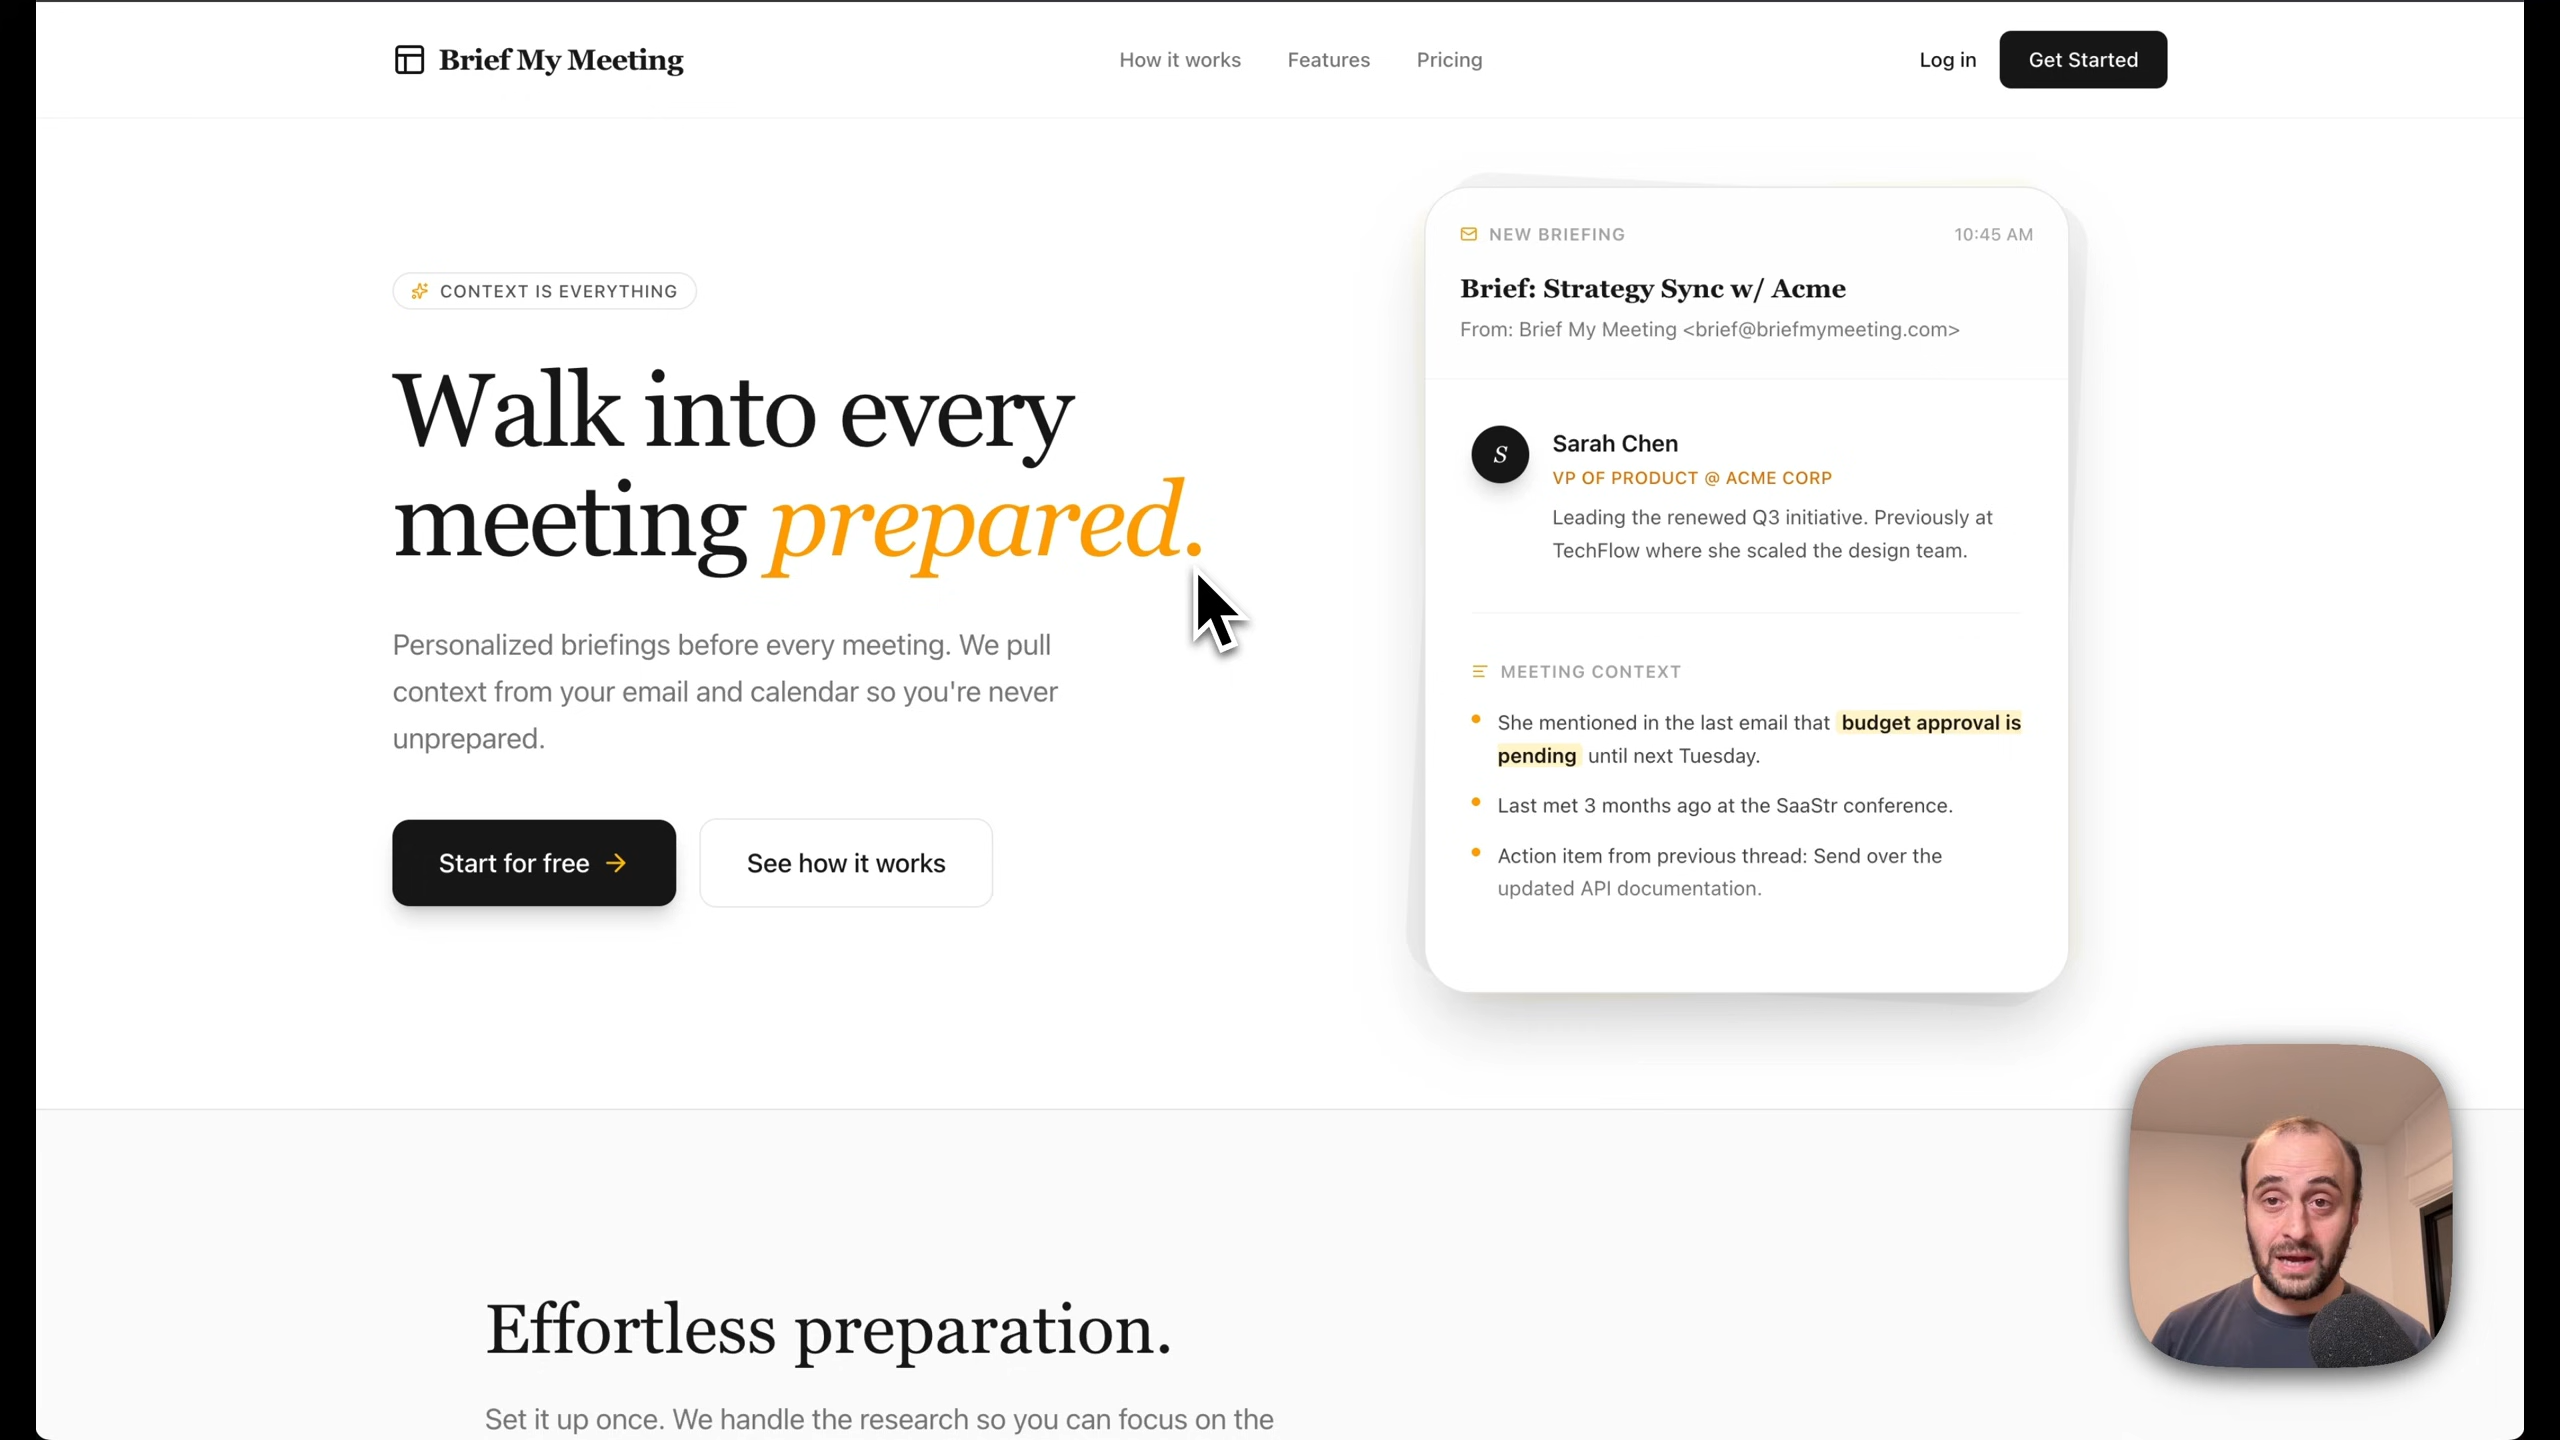 Brief My Meeting
How it works
Features
Pricing
Log in
Get Started
CONTEXT IS EVERYTHING
Walk into every
meeting prepared.
Personalized briefings before every meeting. We pull
context from your email and calendar so you're never
unprepared.
Start for free
See how it works
NEW BRIEFING
10:45 AM
Brief: Strategy Sync w/ Acme
From: Brief My Meeting <brief@briefmymeeting.com>
S
Sarah Chen
VP OF PRODUCT @ ACME CORP
Leading the renewed Q3 initiative. Previously at
TechFlow where she scaled the design team.
MEETING CONTEXT
She mentioned in the last email that budget approval is
pending until next Tuesday.
Last met 3 months ago at the SaaStr conference.
Action item from previous thread: Send over the
updated API documentation.
Effortless preparation.
Set it up once. We handle the research so you can focus on the